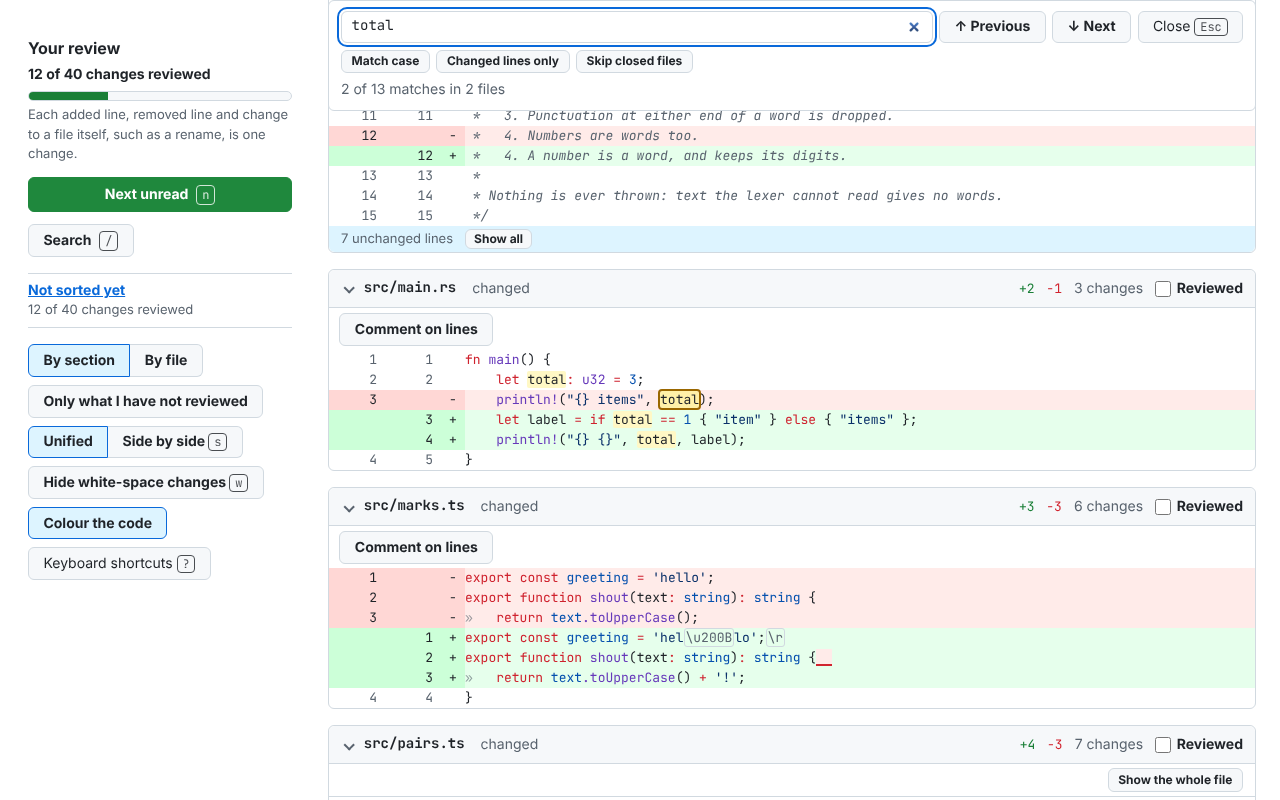 Your review
12 of 40 changes reviewed
Each added line, removed line and change
to a file itself, such as a rename, is one
change.
Next unread n
Search /
Not sorted yet
12 of 40 changes reviewed
By section By file
Only what I have not reviewed
Unified Side by side s
Hide white-space changes w
Colour the code
Keyboard shortcuts ?
total × ↑ Previous ↓ Next Close Esc
Match case Changed lines only Skip closed files
2 of 13 matches in 2 files
11 11 * 3. Punctuation at either end of a word is dropped.
12 - * 4. Numbers are words too.
12 + * 4. A number is a word, and keeps its digits.
13 13 *
14 14 * Nothing is ever thrown: text the lexer cannot read gives no words.
15 15 */
7 unchanged lines Show all
src/main.rs changed +2 -1 3 changes Reviewed
Comment on lines
1 1 fn main() {
2 2 let total: u32 = 3;
3 - println!("{} items", total);
3 + let label = if total == 1 { "item" } else { "items" };
4 + println!("{} {}", total, label);
4 5 }
src/marks.ts changed +3 -3 6 changes Reviewed
Comment on lines
1 - export const greeting = 'hello';
2 - export function shout(text: string): string {
3 - » return text.toUpperCase();
1 + export const greeting = 'hel\u200Blo';\r
2 + export function shout(text: string): string {
3 + » return text.toUpperCase() + '!';
4 4 }
src/pairs.ts changed +4 -3 7 changes Reviewed
Show the whole file